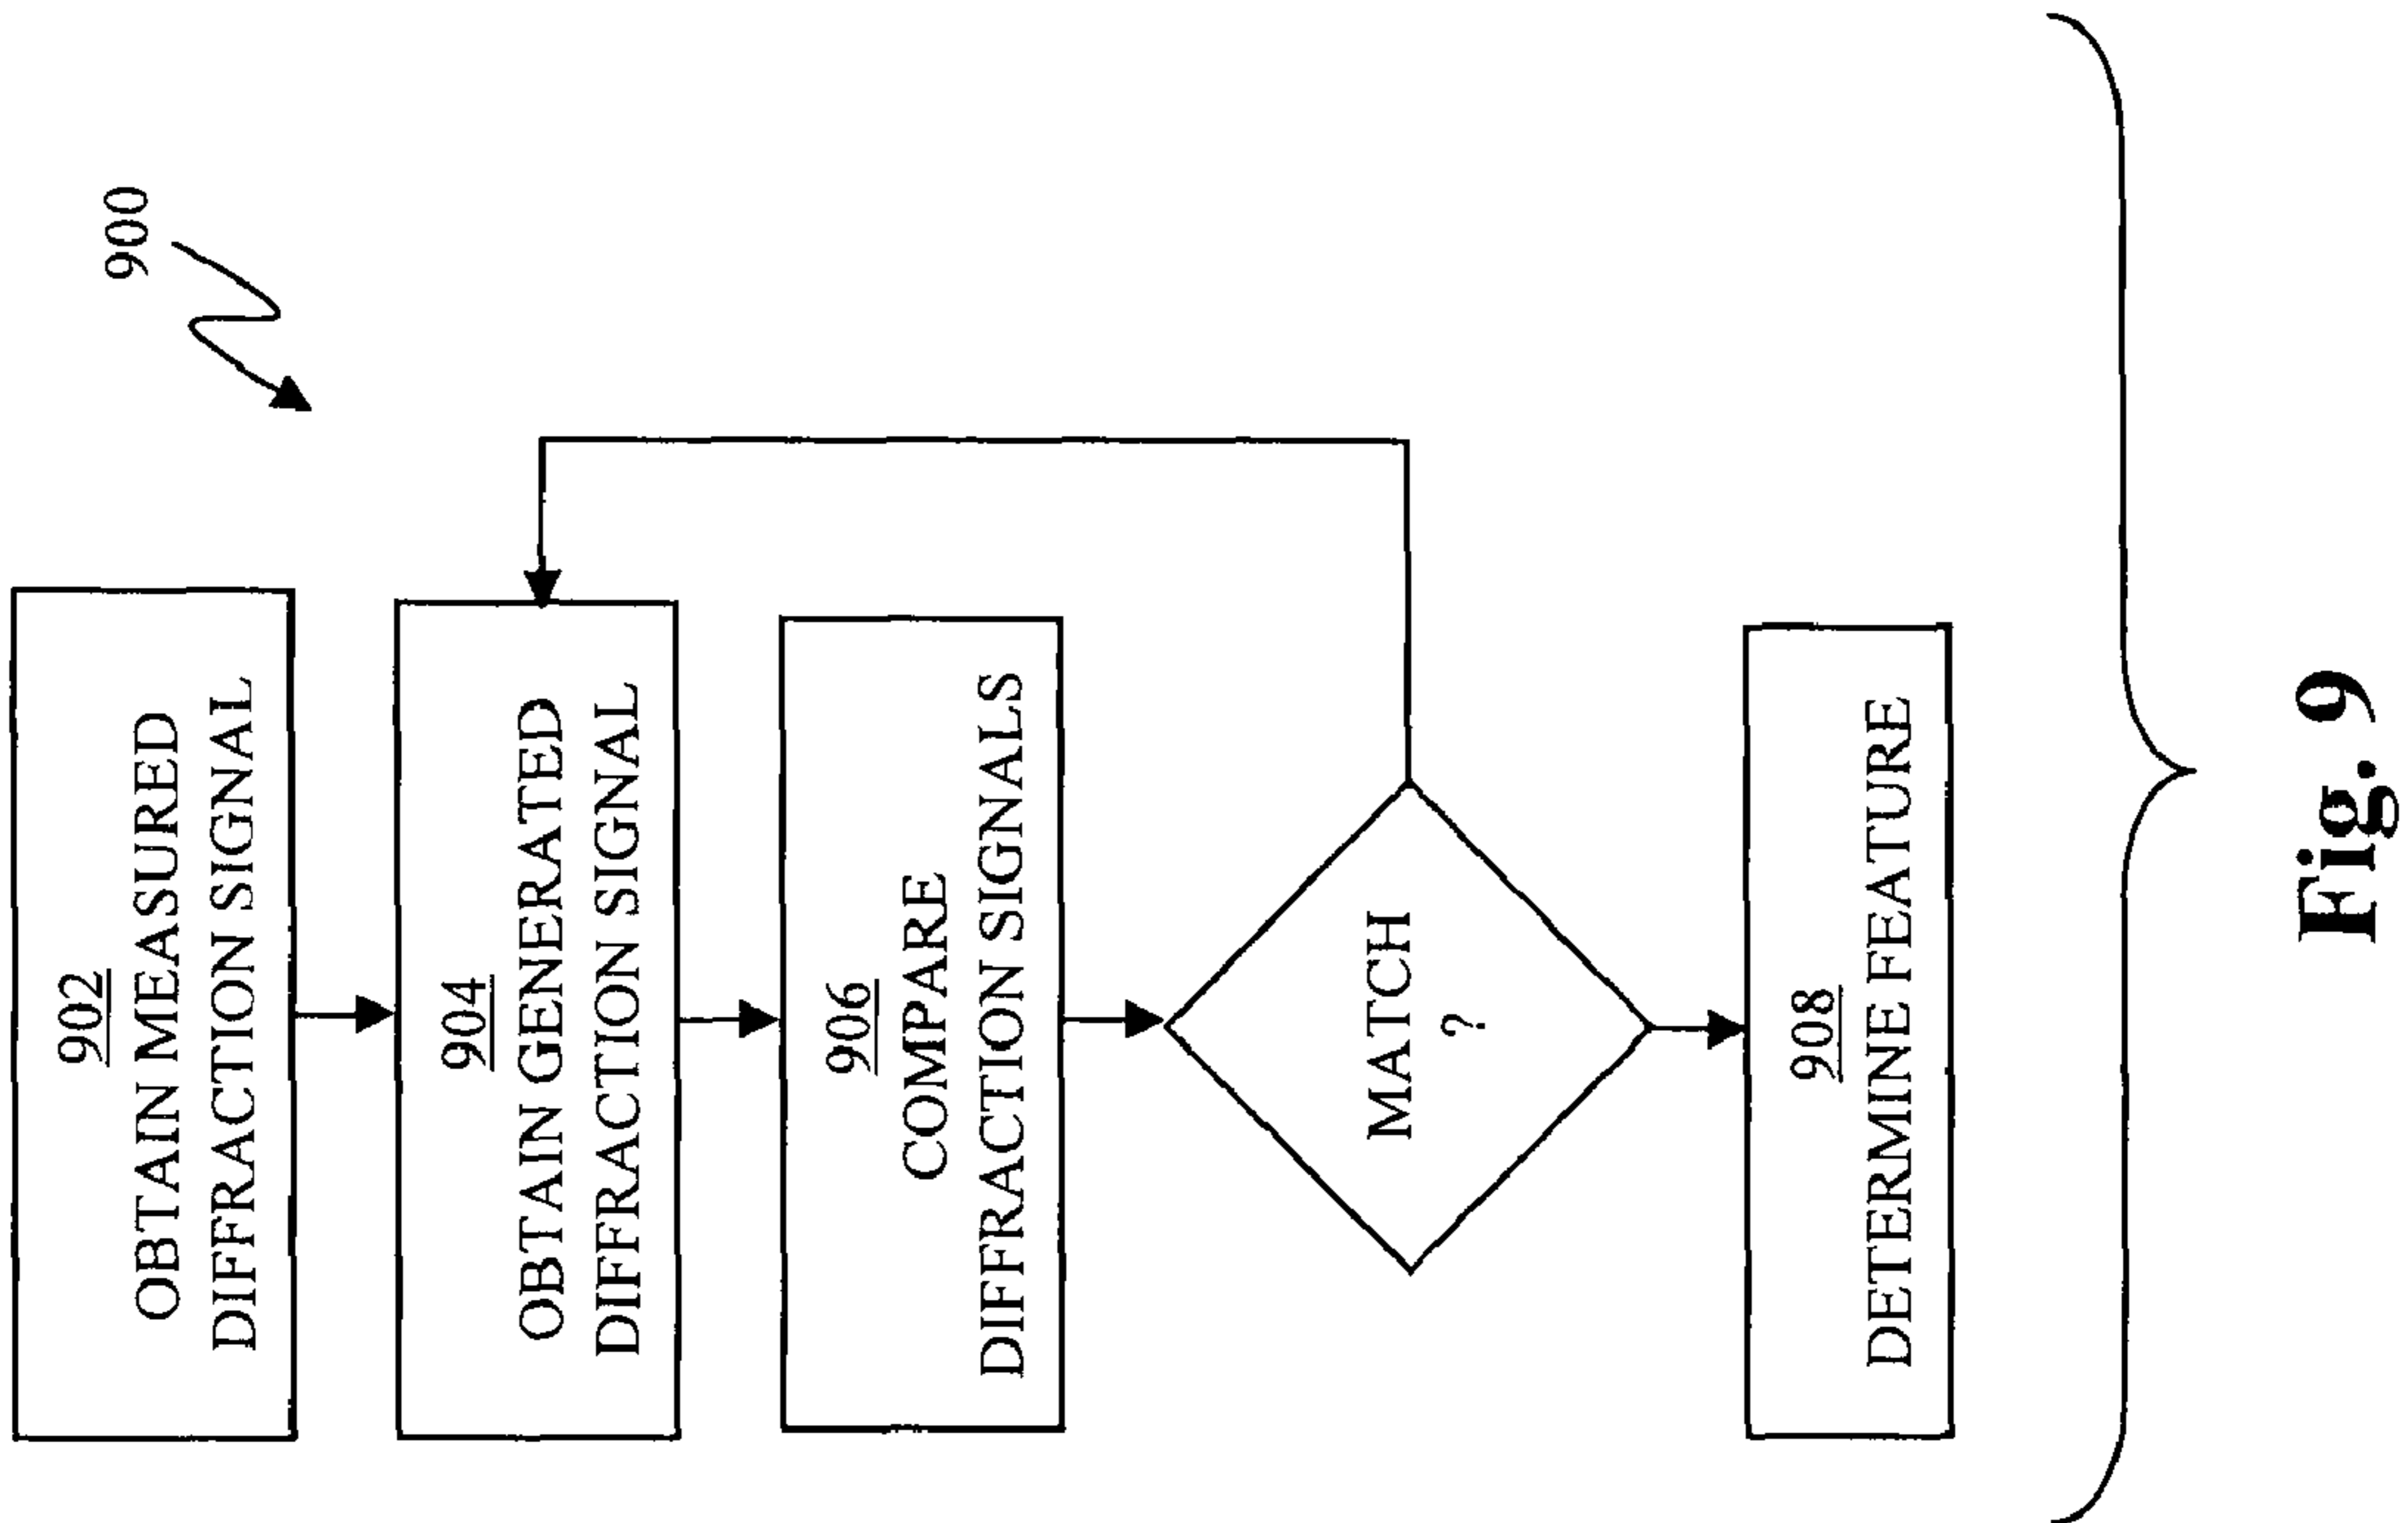 900
902
OBTAIN MEASURED
DIFFRACTION SIGNAL
904
OBTAIN GENERATED
DIFFRACTION SIGNAL
906
COMPARE
DIFFRACTION SIGNALS
MATCH
?
908
DETERMINE FEATURE
Fig. 9